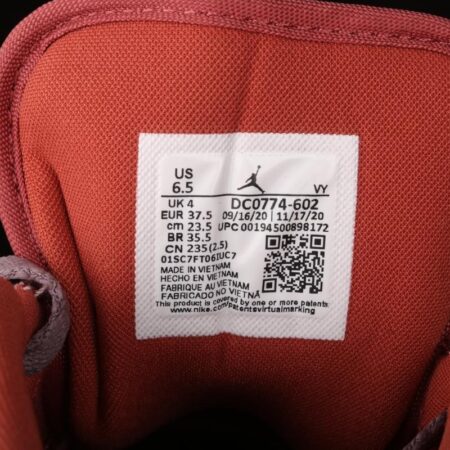 US
6.5
VY
UK 4 DC0774-602
EUR 37.5 09/16/20 11/17/20
cm 23.5 UPC 00194500898172
BR 35.5
CN 235(2.5)
01SC7FT06IUC7
MADE IN VIETNAM
HECHO EN VIETNAM
FABRIQUE AU VIETNAM
FABRICADO NO VIETNÃ
This product is covered by one or more patents.
www.nike.com/patentsvirtualmarking